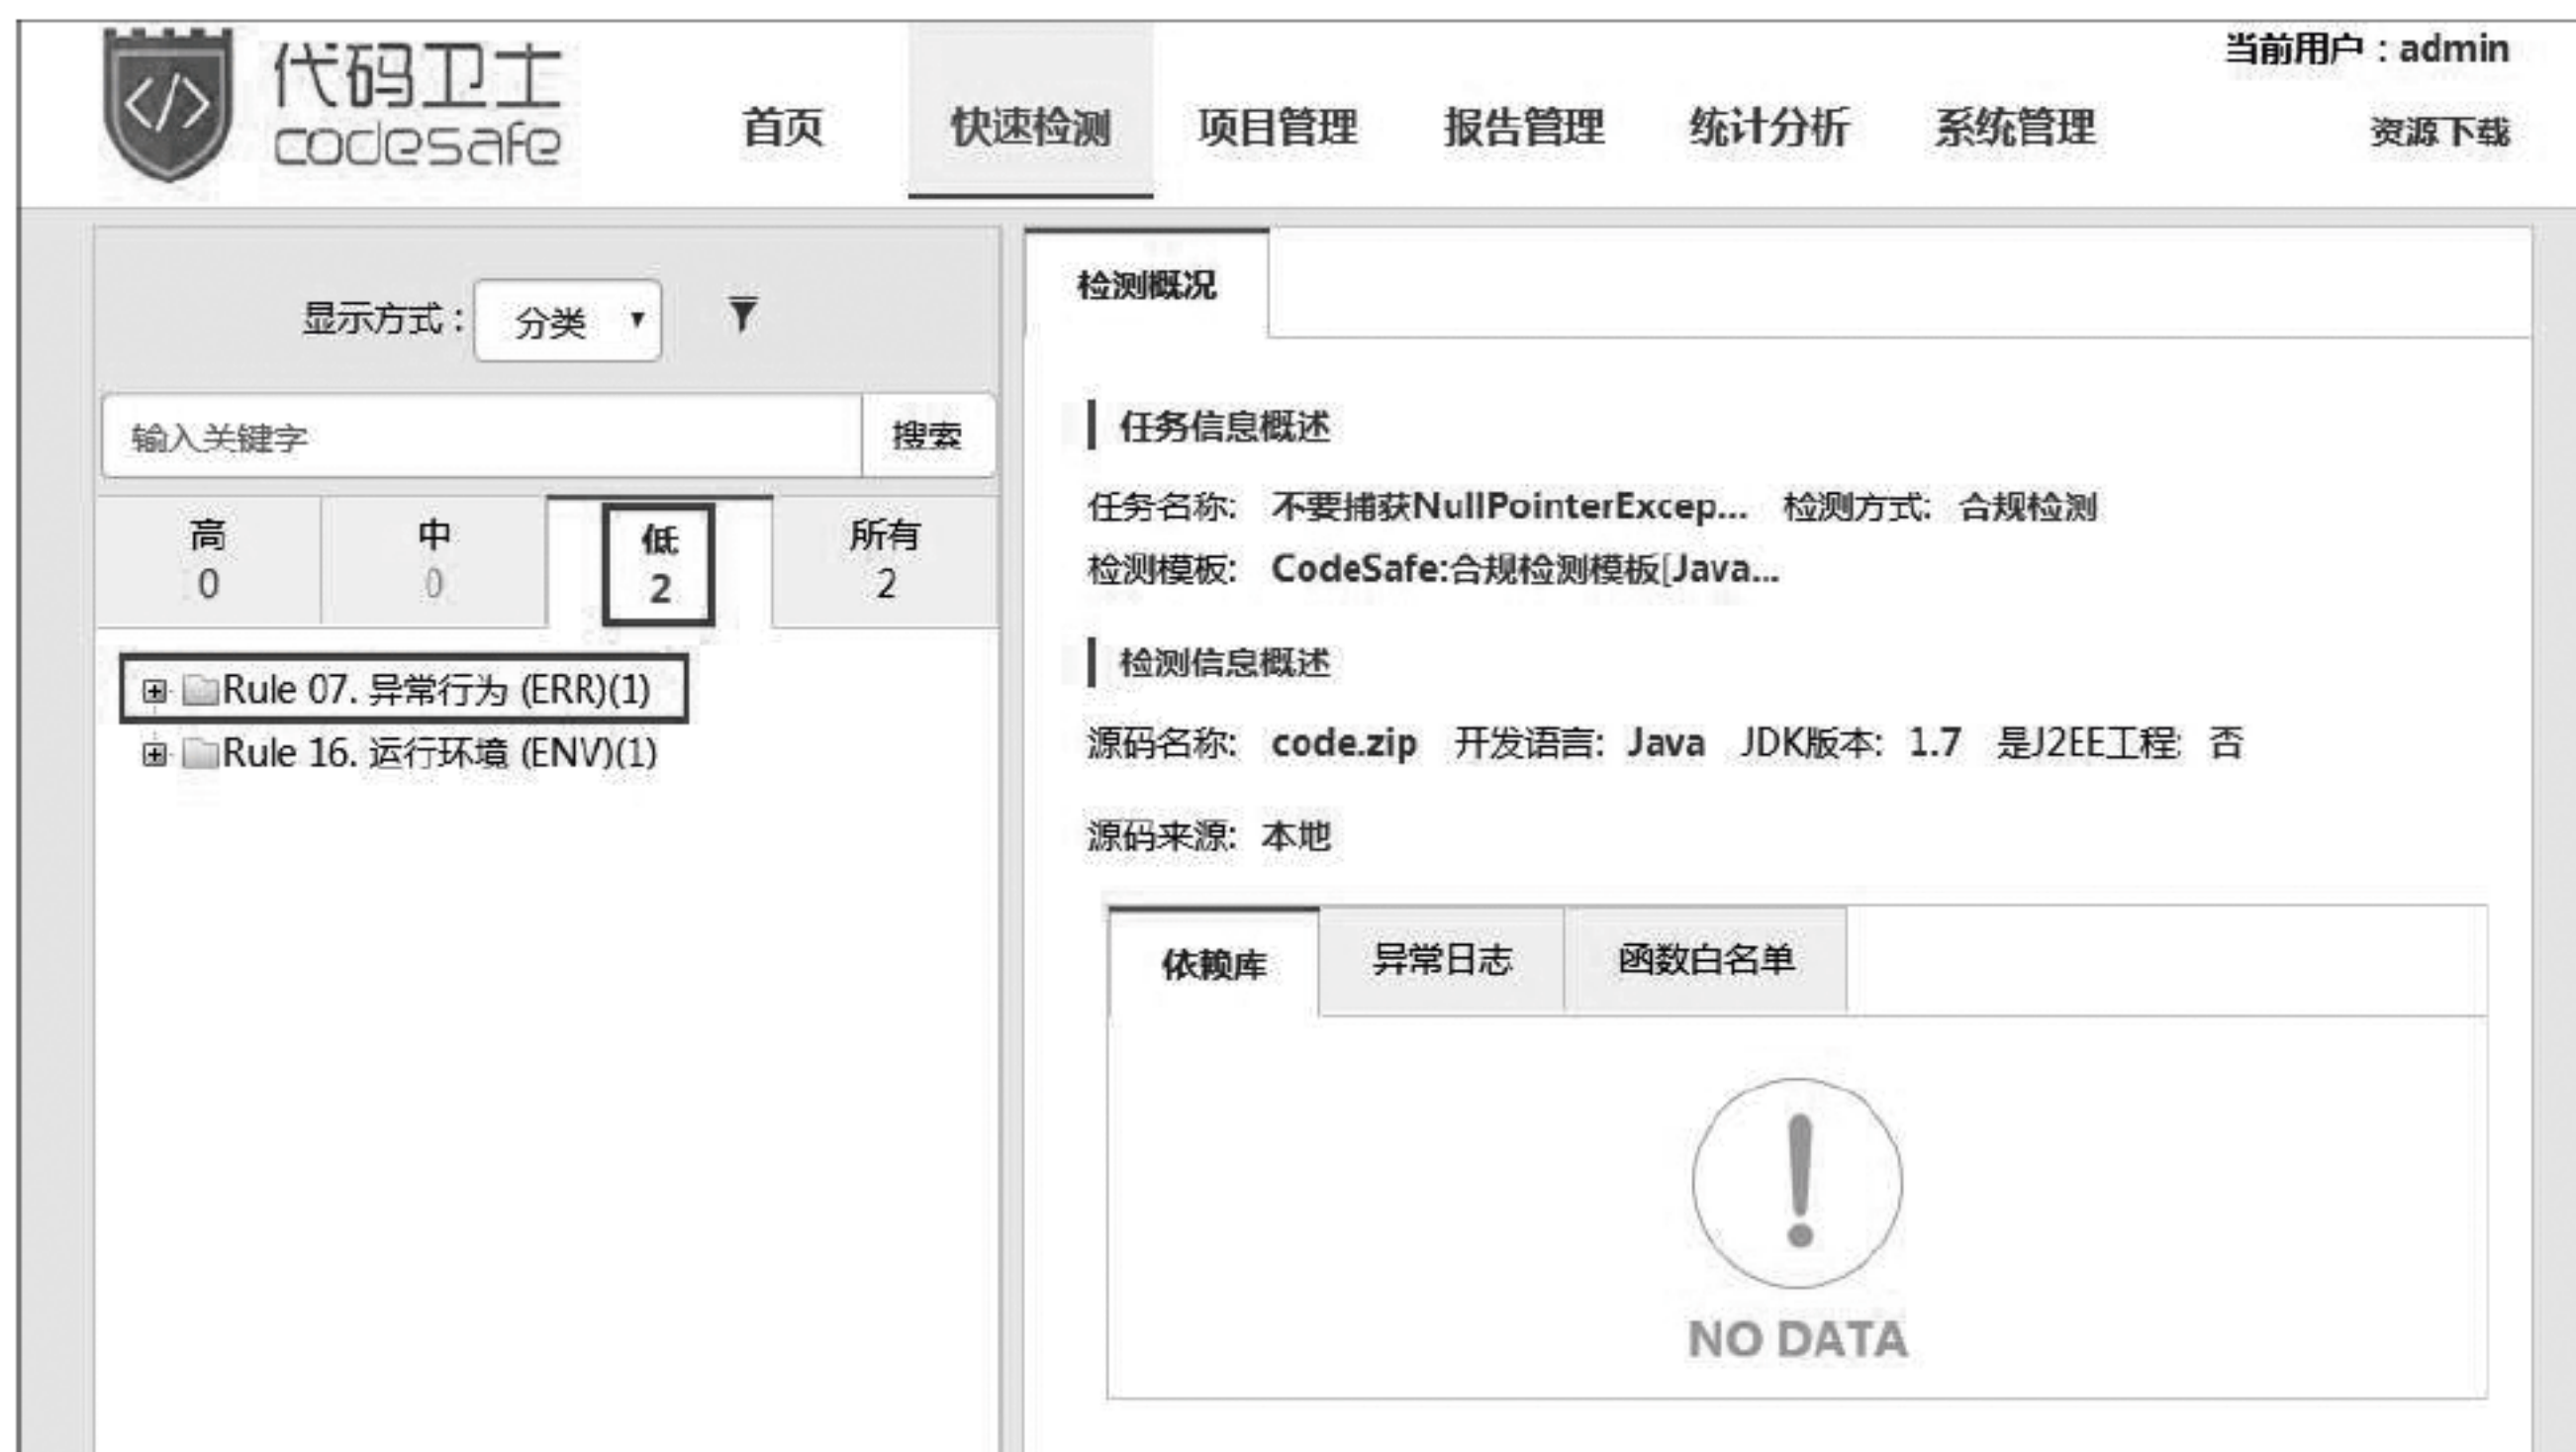 代码卫士
codesafe
当前用户：admin
首页 快速检测 项目管理 报告管理 统计分析 系统管理 资源下载
显示方式： 分类
输入关键字 搜索
高 中 低 所有
0 0 2 2
Rule 07. 异常行为 (ERR)(1)
Rule 16. 运行环境 (ENV)(1)
检测概况
任务信息概述
任务名称: 不要捕获NullPointerExcep... 检测方式: 合规检测
检测模板: CodeSafe:合规检测模板[Java...
检测信息概述
源码名称: code.zip 开发语言: Java JDK版本: 1.7 是J2EE工程: 否
源码来源: 本地
依赖库 异常日志 函数白名单
NO DATA